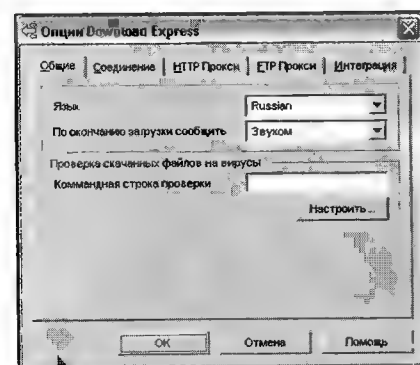 Опции Download Express
Общие Соединение HTTP Прокси FTP Прокси Интеграция
Язык Russian
По окончанию загрузки сообщить Звуком
Проверка скачанных файлов на вирусы
Коммандная строка проверки
Настроить...
OK Отмена Помощь